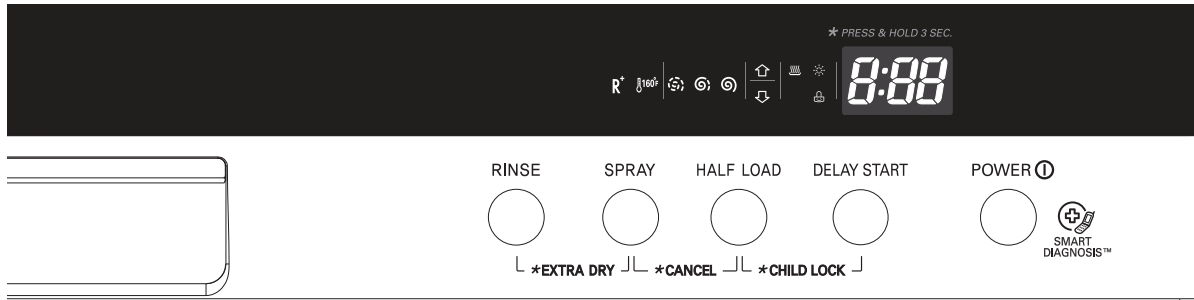 * PRESS & HOLD 3 SEC.
R+ 160°F 8:88
RINSE SPRAY HALF LOAD DELAY START POWER
*EXTRA DRY *CANCEL *CHILD LOCK
SMART
DIAGNOSIS™